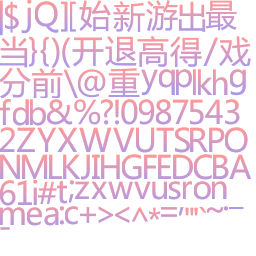 |$jQ][始新游出最
当}{)(开退高得/戏
分前\@重yqplkhg
fdb&%?!0987543
2ZYXWVUTSRPO
NMLKJIHGFEDCBA
61i#t;zxwvusron
mea:c+><^*=,'"`~._
-